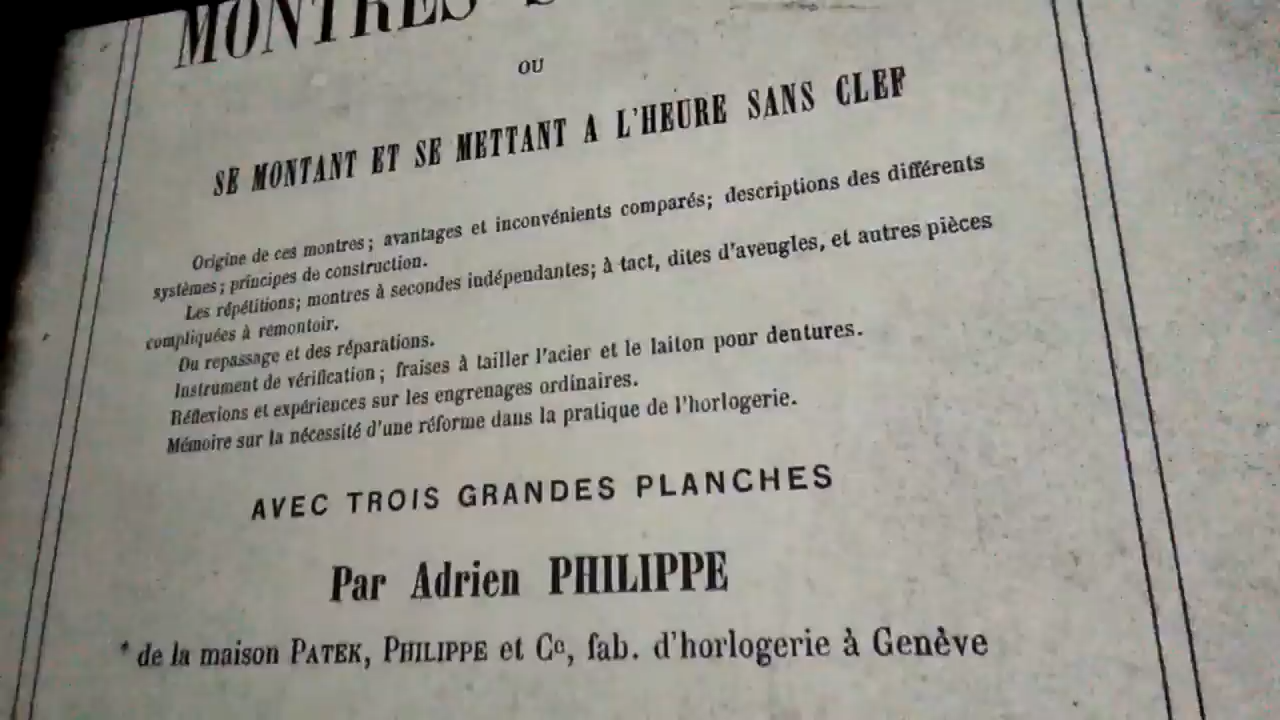 MONTRES
OU
SE MONTANT ET SE METTANT A L'HEURE SANS CLEF
Origine de ces montres; avantages et inconvénients comparés; descriptions des différents
systèmes; principes de construction.
Les répétitions; montres à secondes indépendantes; à tact, dites d'aveugles, et autres pièces
compliquées à remontoir.
Du repassage et des réparations.
Instrument de vérification; fraises à tailler l'acier et le laiton pour dentures.
Réflexions et expériences sur les engrenages ordinaires.
Mémoire sur la nécessité d'une réforme dans la pratique de l'horlogerie.
AVEC TROIS GRANDES PLANCHES
Par Adrien PHILIPPE
* de la maison PATEK, PHILIPPE et Ce, fab. d'horlogerie à Genève